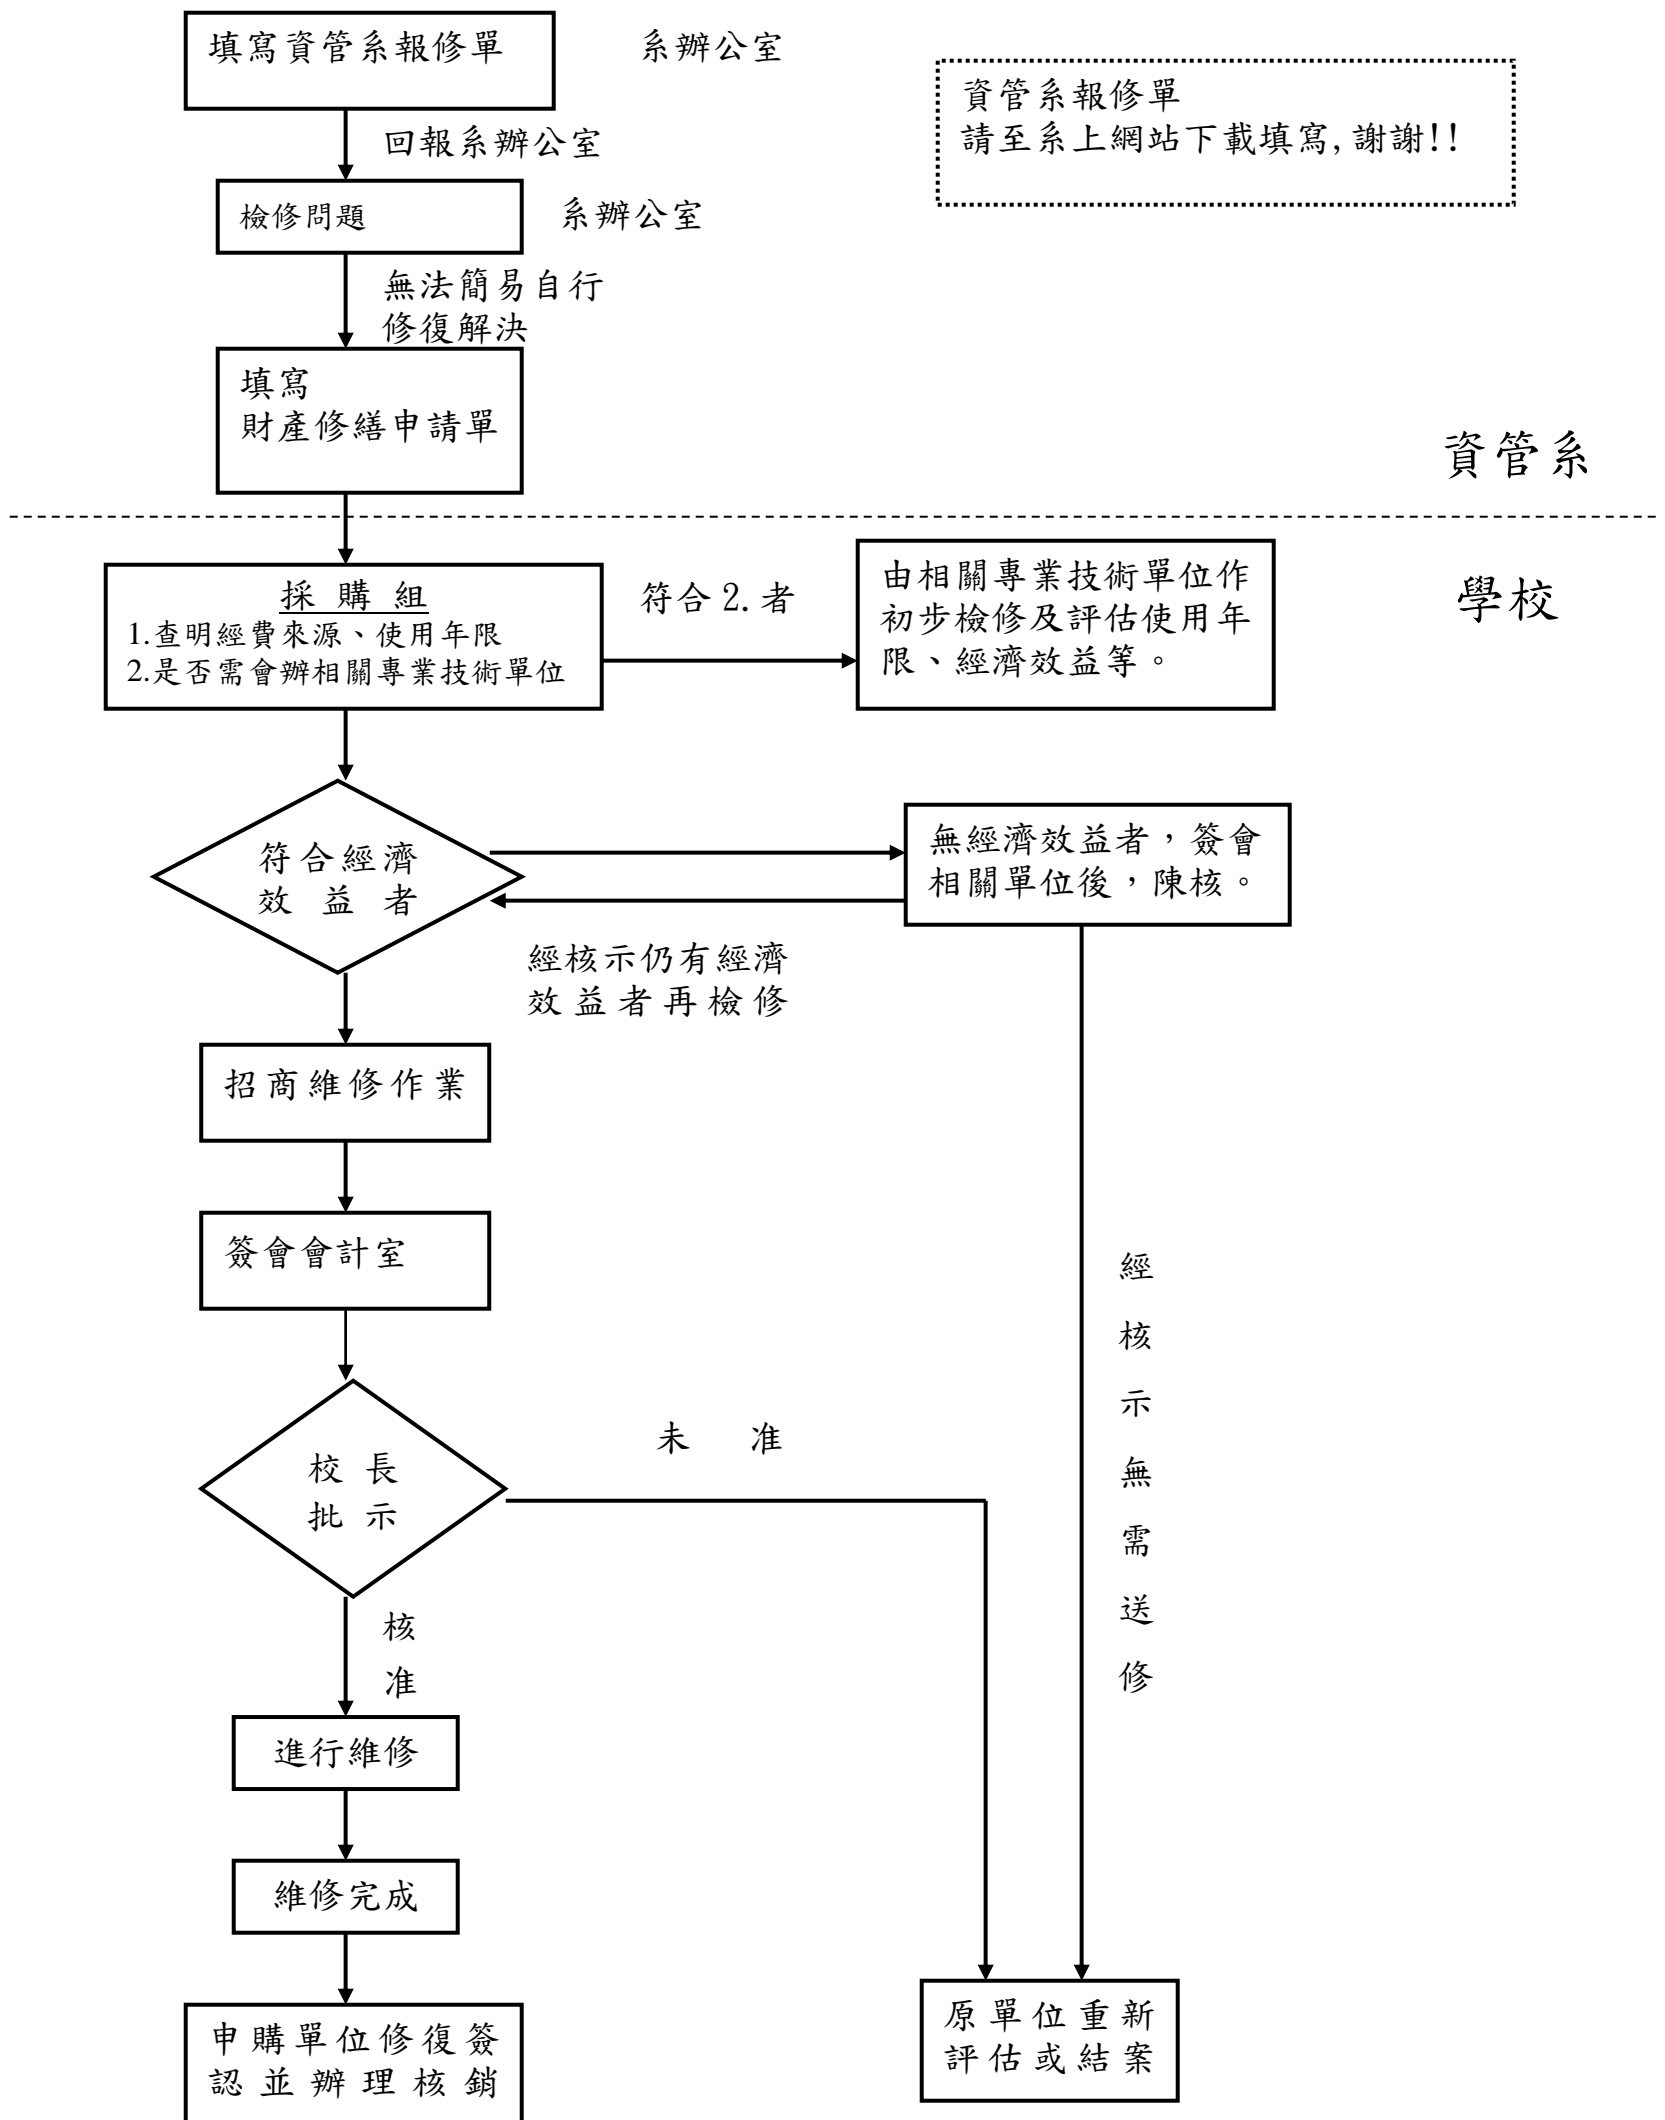 填寫資管系報修單
系辦公室
資管系報修單
請至系上網站下載填寫,謝謝!!
回報系辦公室
檢修問題
系辦公室
無法簡易自行
修復解決
填寫
財產修繕申請單
資管系
學校
採 購 組
1.查明經費來源、使用年限
2.是否需會辦相關專業技術單位
符合 2. 者
由相關專業技術單位作
初步檢修及評估使用年
限、經濟效益等。
符合經濟
效 益 者
無經濟效益者，簽會
相關單位後，陳核。
經核示仍有經濟
效益者再檢修
招商維修作業
簽會會計室
經核示無需送修
校 長
批 示
未 准
核
准
進行維修
維修完成
申購單位修復簽
認並辦理核銷
原單位重新
評估或結案